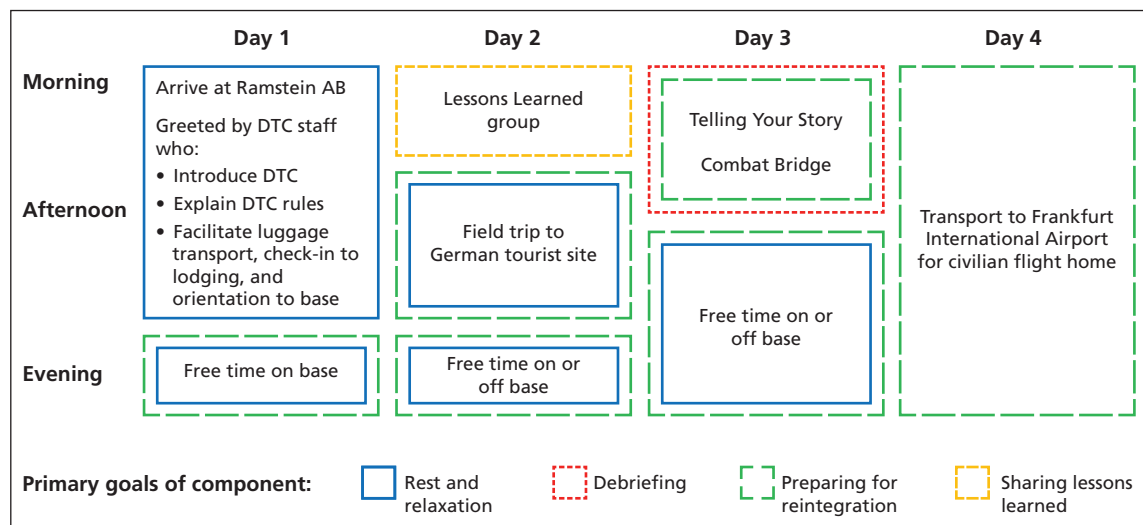 Day 1
Day 2
Day 3
Day 4
Morning
Afternoon
Evening
Arrive at Ramstein AB
Greeted by DTC staff
who:
• Introduce DTC
• Explain DTC rules
• Facilitate luggage
transport, check-in to
lodging, and
orientation to base
Free time on base
Lessons Learned
group
Field trip to
German tourist site
Free time on or
off base
Telling Your Story
Combat Bridge
Free time on or
off base
Transport to Frankfurt
International Airport
for civilian flight home
Primary goals of component:
Rest and
relaxation
Debriefing
Preparing for
reintegration
Sharing lessons
learned